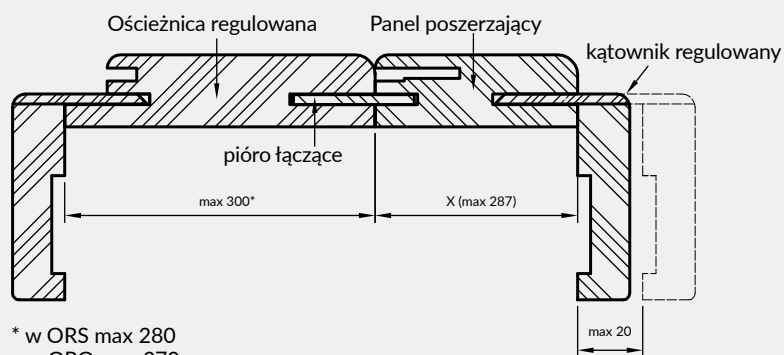 Ościeżnica regulowana
Panel poszerzający
kątownik regulowany
pióro łączące
max 300*
X (max 287)
max 20
* w ORS max 280